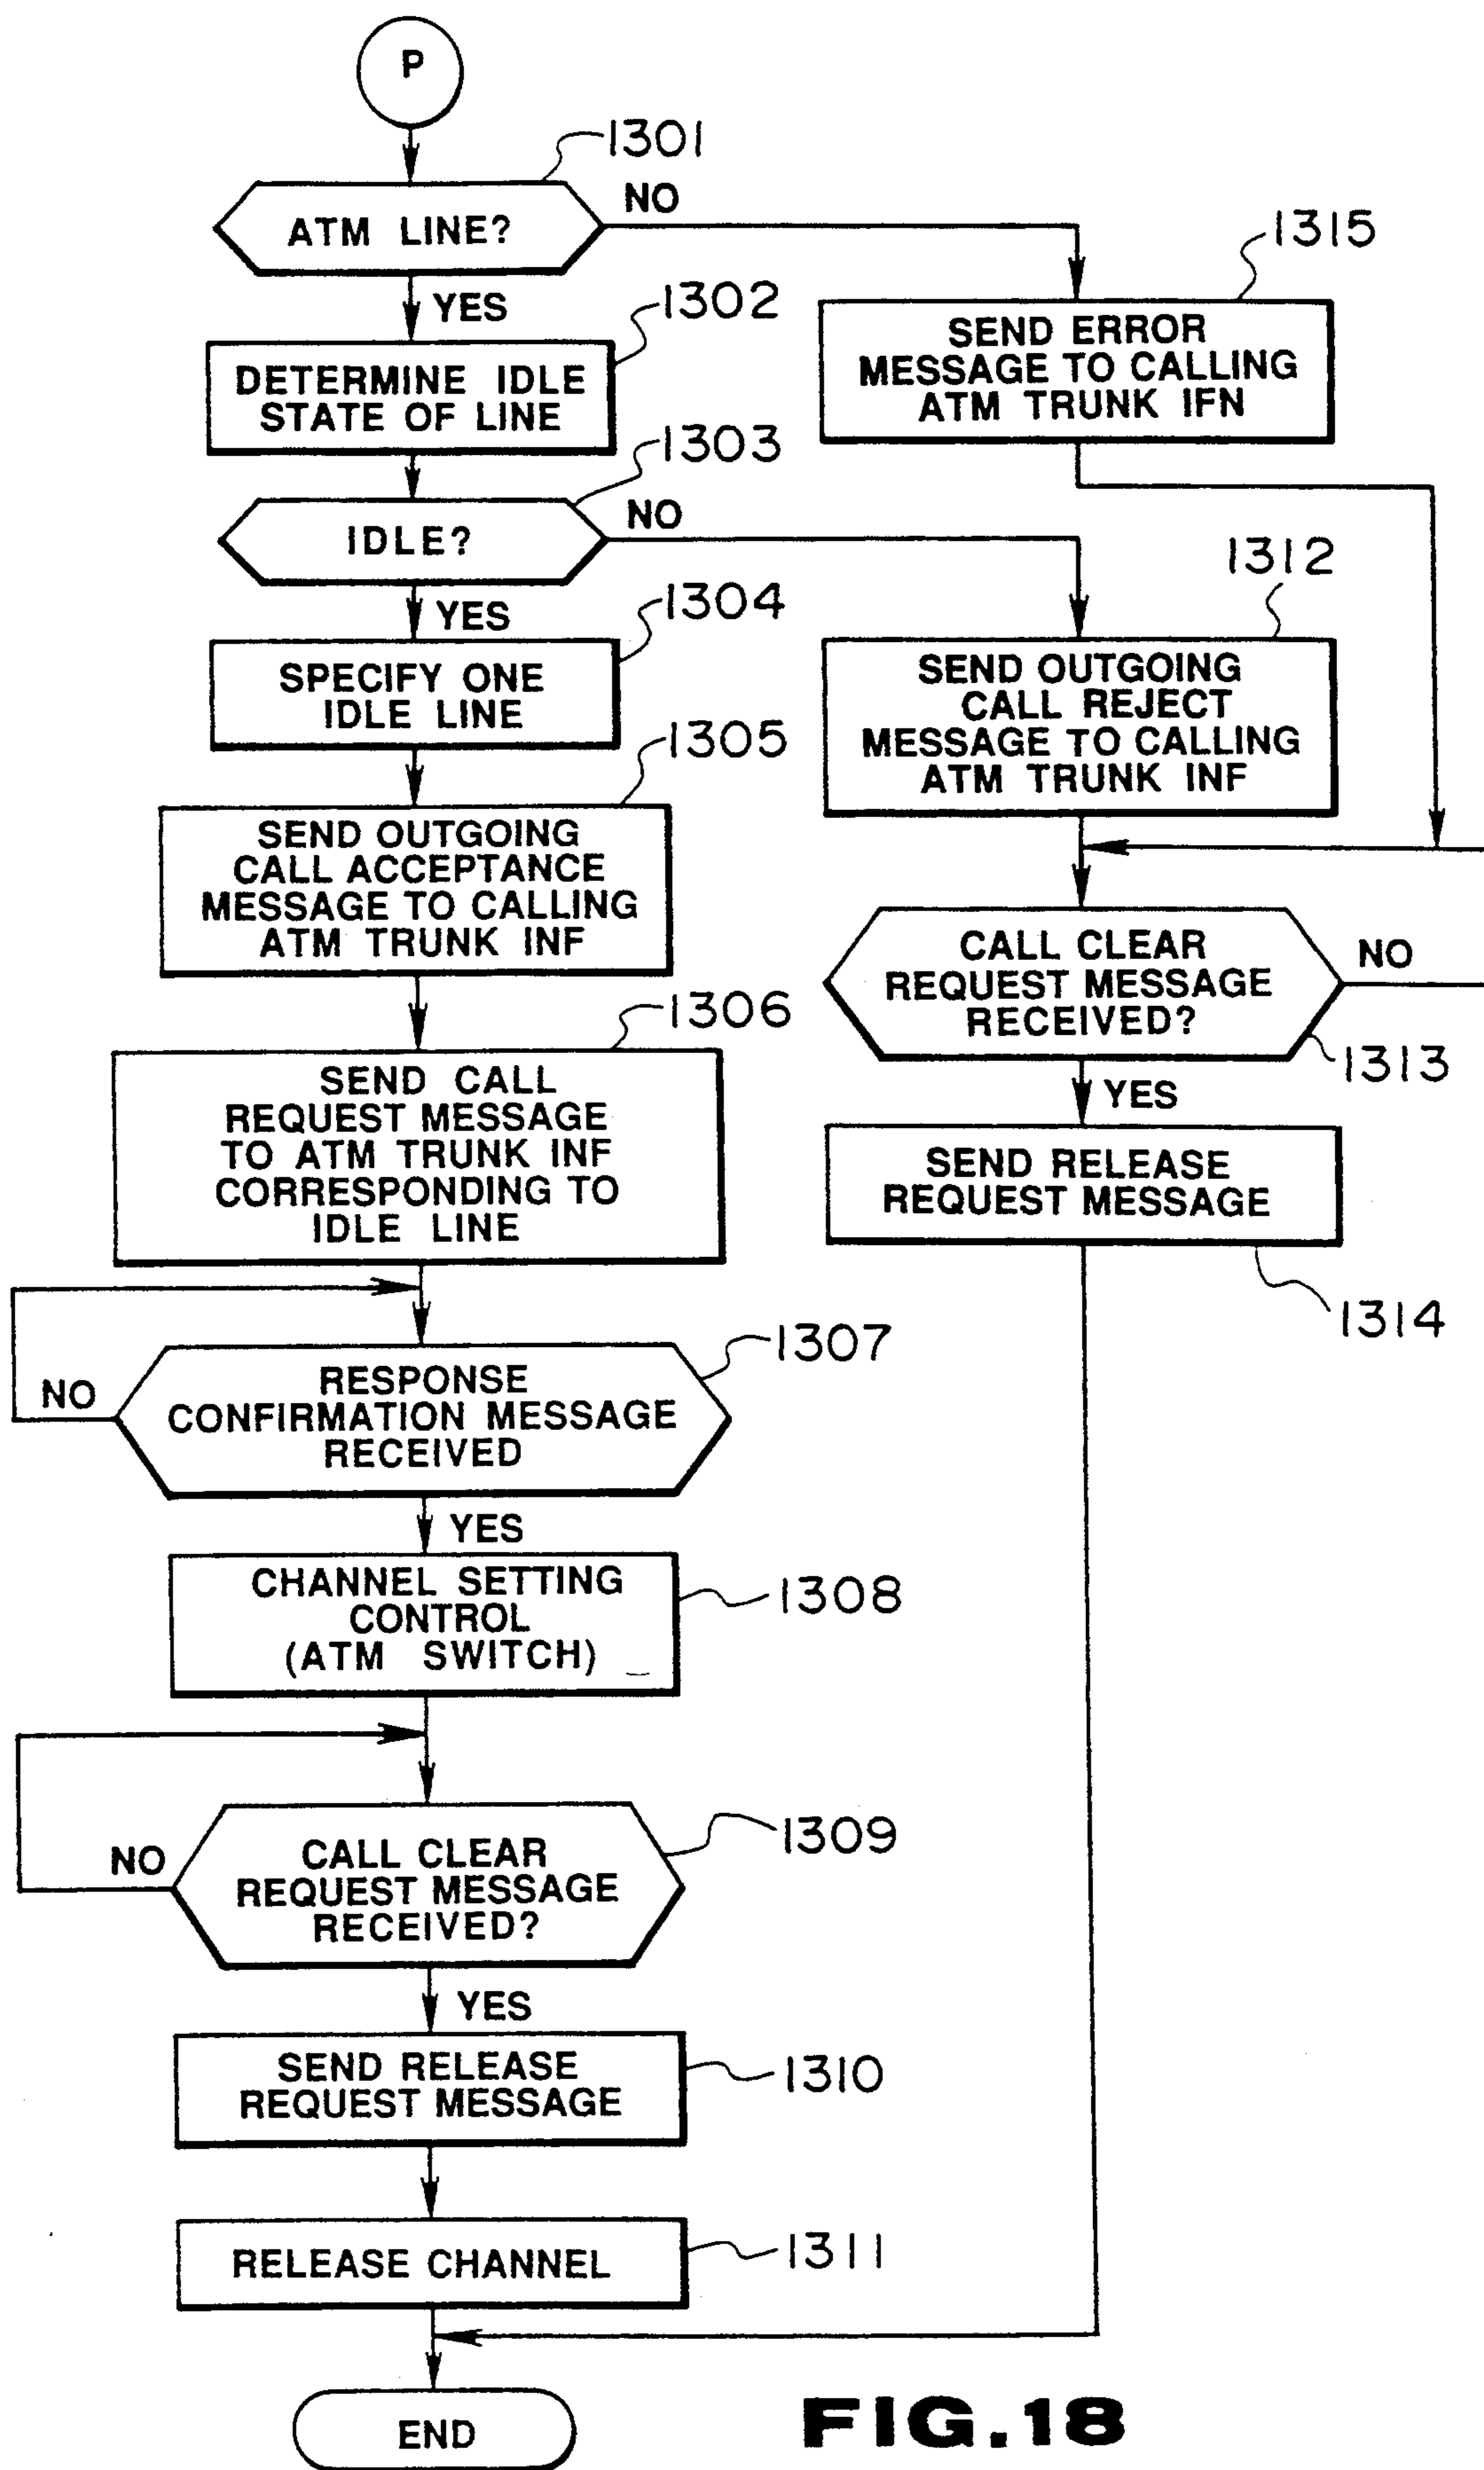 P
1301
ATM LINE?
NO
YES
1302
DETERMINE IDLE
STATE OF LINE
1315
SEND ERROR
MESSAGE TO CALLING
ATM TRUNK IFN
1303
IDLE?
NO
YES
1304
SPECIFY ONE
IDLE LINE
1312
SEND OUTGOING
CALL REJECT
MESSAGE TO CALLING
ATM TRUNK INF
1305
SEND OUTGOING
CALL ACCEPTANCE
MESSAGE TO CALLING
ATM TRUNK INF
CALL CLEAR
REQUEST MESSAGE
RECEIVED?
NO
1313
YES
1306
SEND CALL
REQUEST MESSAGE
TO ATM TRUNK INF
CORRESPONDING TO
IDLE LINE
SEND RELEASE
REQUEST MESSAGE
1314
1307
RESPONSE
CONFIRMATION MESSAGE
RECEIVED
NO
YES
CHANNEL SETTING
CONTROL
(ATM SWITCH)
1308
1309
CALL CLEAR
REQUEST MESSAGE
RECEIVED?
NO
YES
SEND RELEASE
REQUEST MESSAGE
1310
RELEASE CHANNEL
1311
END
FIG.18